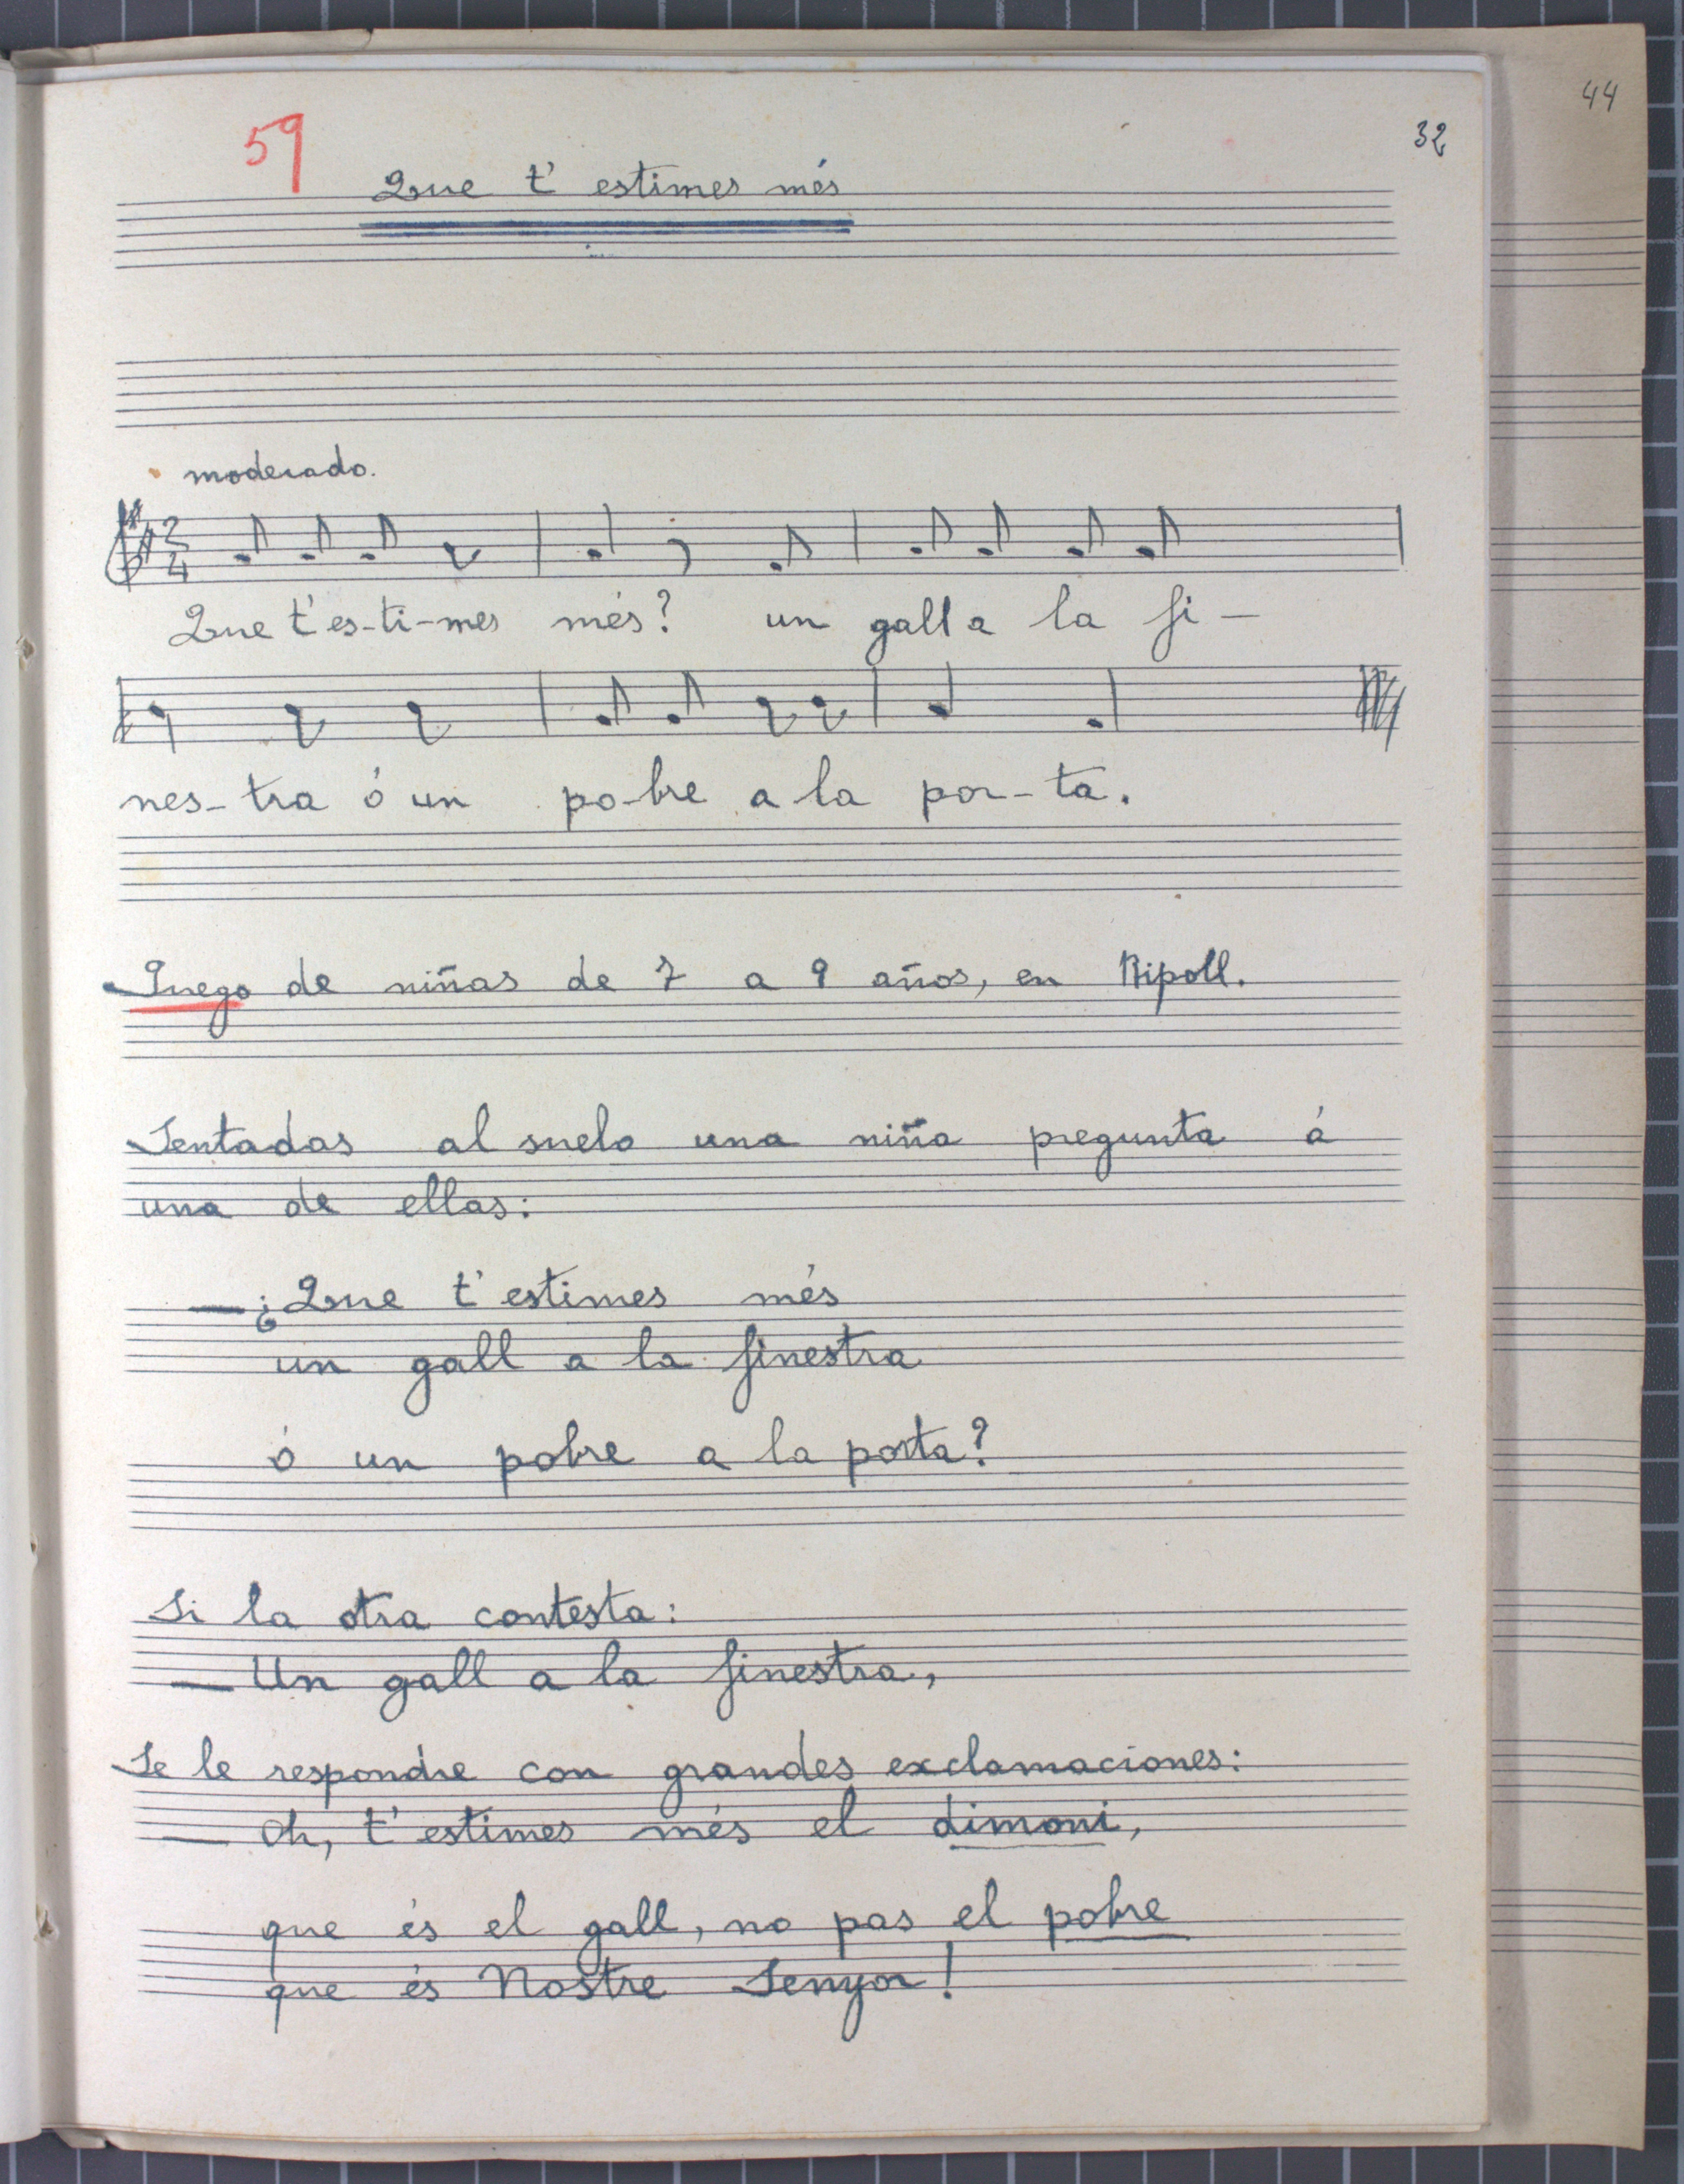 44
32
59
Que t' estimes més
moderado.
2
4
Que t'es-ti-mes més? un gall a la fi-
nes-tra ó un po-bre a la por-ta.
Juego de niñas de 7 a 9 años, en Ripoll.
Sentadas al suelo una niña pregunta á
una de ellas:
— ¿Que t'estimes més
un gall a la finestra
ó un pobre a la porta?
Si la otra contesta:
— Un gall a la finestra,
Se le respondre con grandes exclamaciones:
— Oh, t'estimes més el dimoni,
que és el gall, no pas el pobre
que és Nostre Senyor!